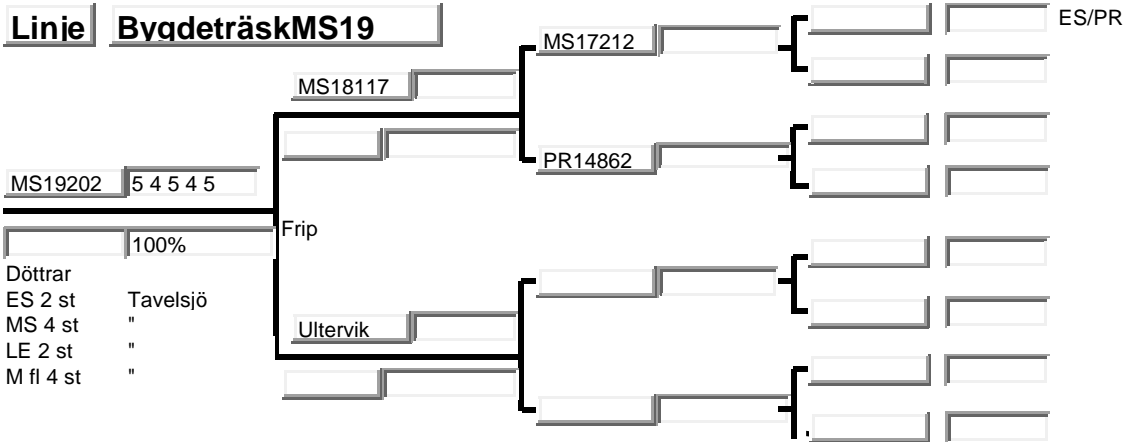 Linje BygdeträskMS19
ES/PR
MS17212
MS18117
PR14862
MS19202 5 4 5 4 5
Frip
100%
Döttrar
ES 2 st Tavelsjö
MS 4 st "
Ultervik
LE 2 st "
M fl 4 st "